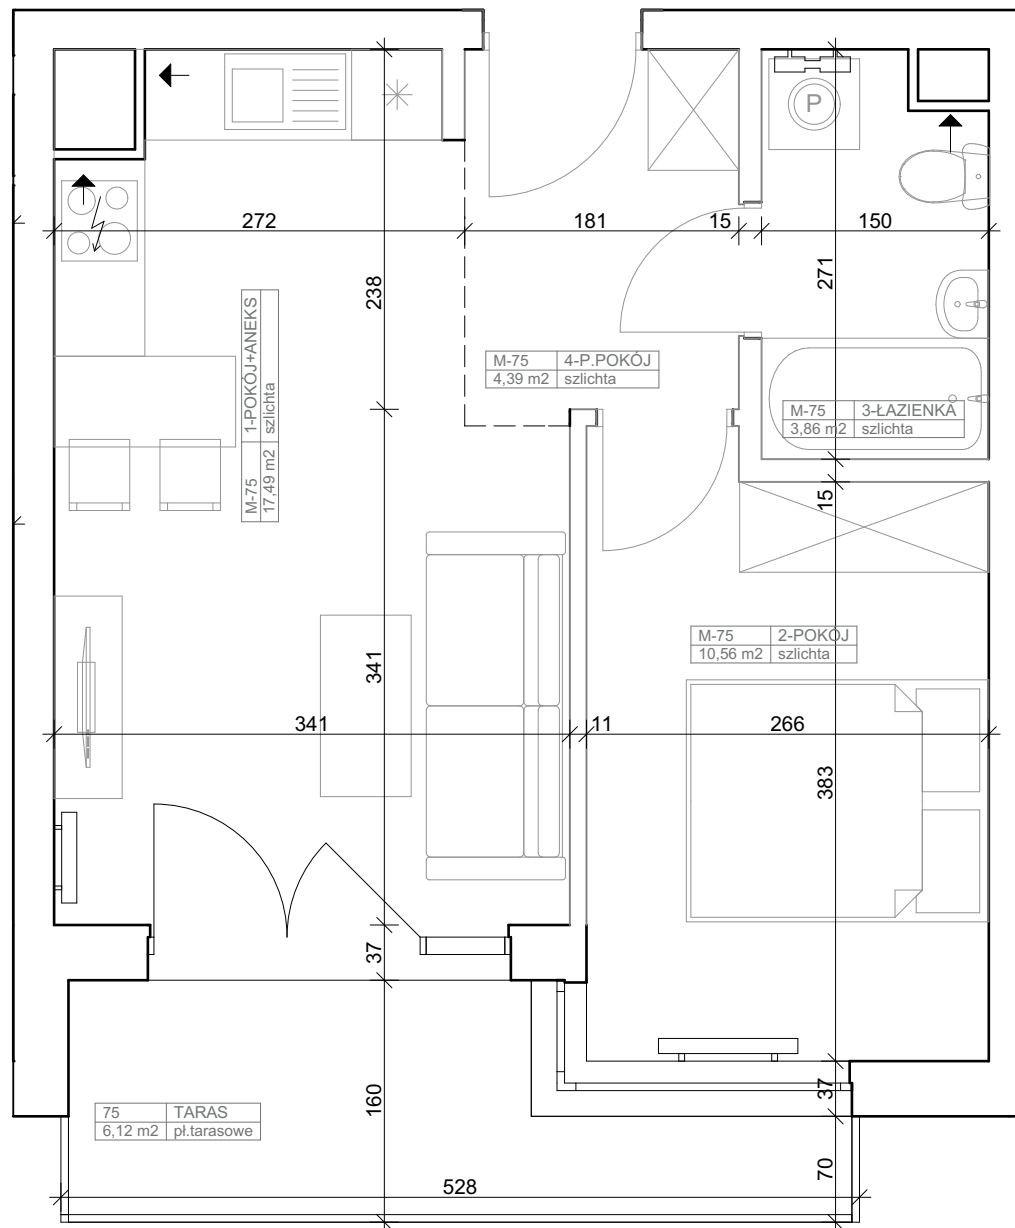 P
272
181
15
150
238
271
M-75 1-POKÓJ+ANEKS
17,49 m2 szlichta
M-75 4-P.POKÓJ
4,39 m2 szlichta
M-75 3-ŁAZIENKA
3,86 m2 szlichta
15
M-75 2-POKÓJ
10,56 m2 szlichta
341
341
11
266
383
37
160
37
75 TARAS
6,12 m2 pł.tarasowe
70
528